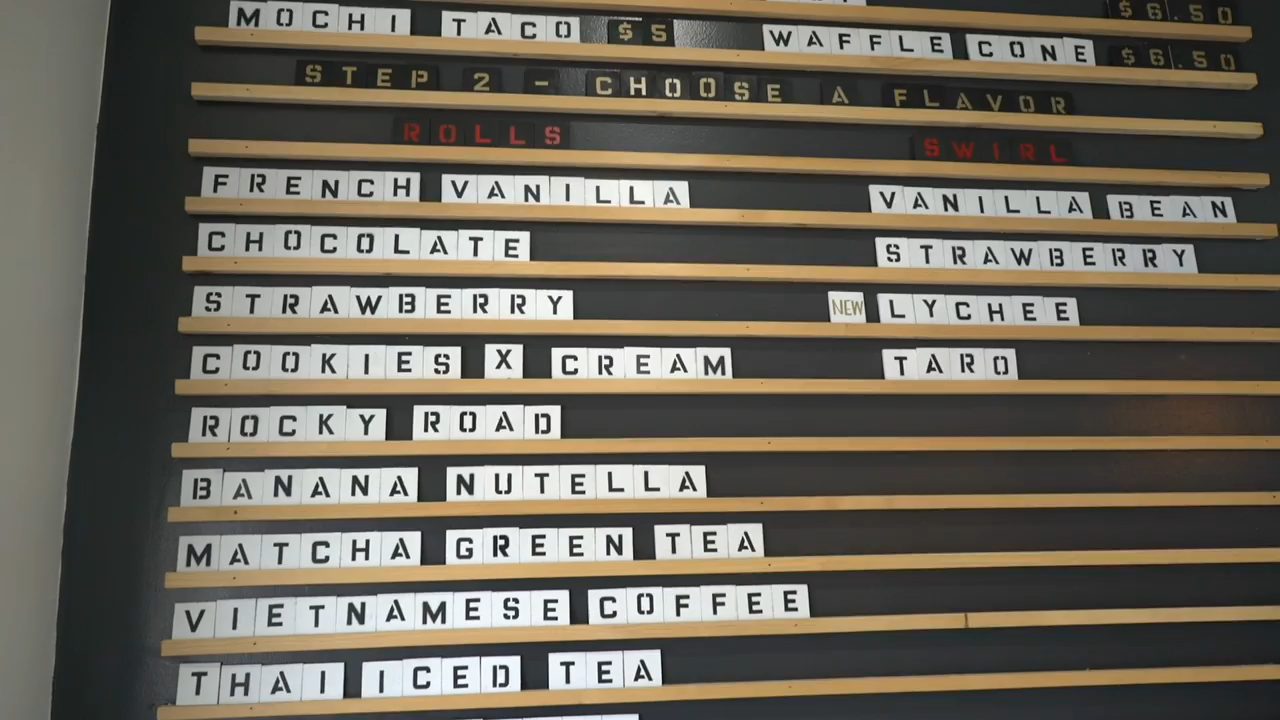 $6.50
MOCHI TACO $5 WAFFLE CONE $6.50
STEP 2 - CHOOSE A FLAVOR
ROLLS SWIRL
FRENCH VANILLA VANILLA BEAN
CHOCOLATE STRAWBERRY
STRAWBERRY NEW LYCHEE
COOKIES X CREAM TARO
ROCKY ROAD
BANANA NUTELLA
MATCHA GREEN TEA
VIETNAMESE COFFEE
THAI ICED TEA